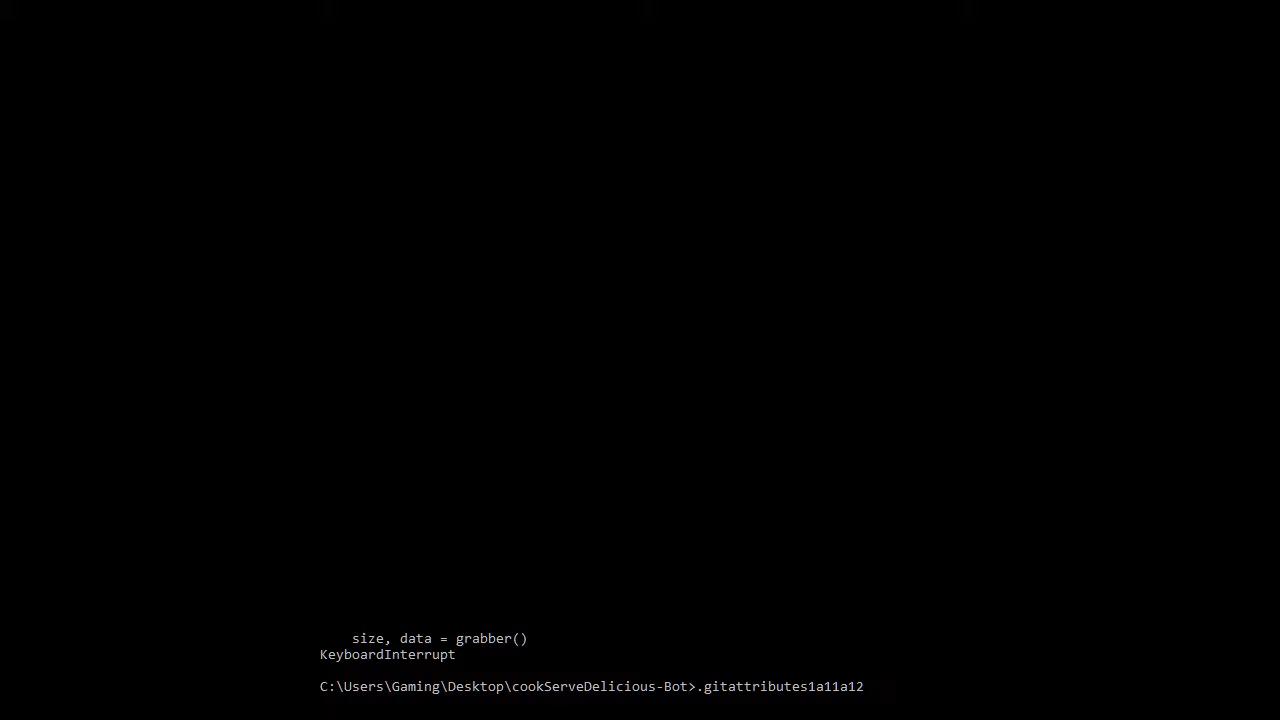 size, data = grabber()
KeyboardInterrupt
C:\Users\Gaming\Desktop\cookServeDelicious-Bot>.gitattributes1a11a12